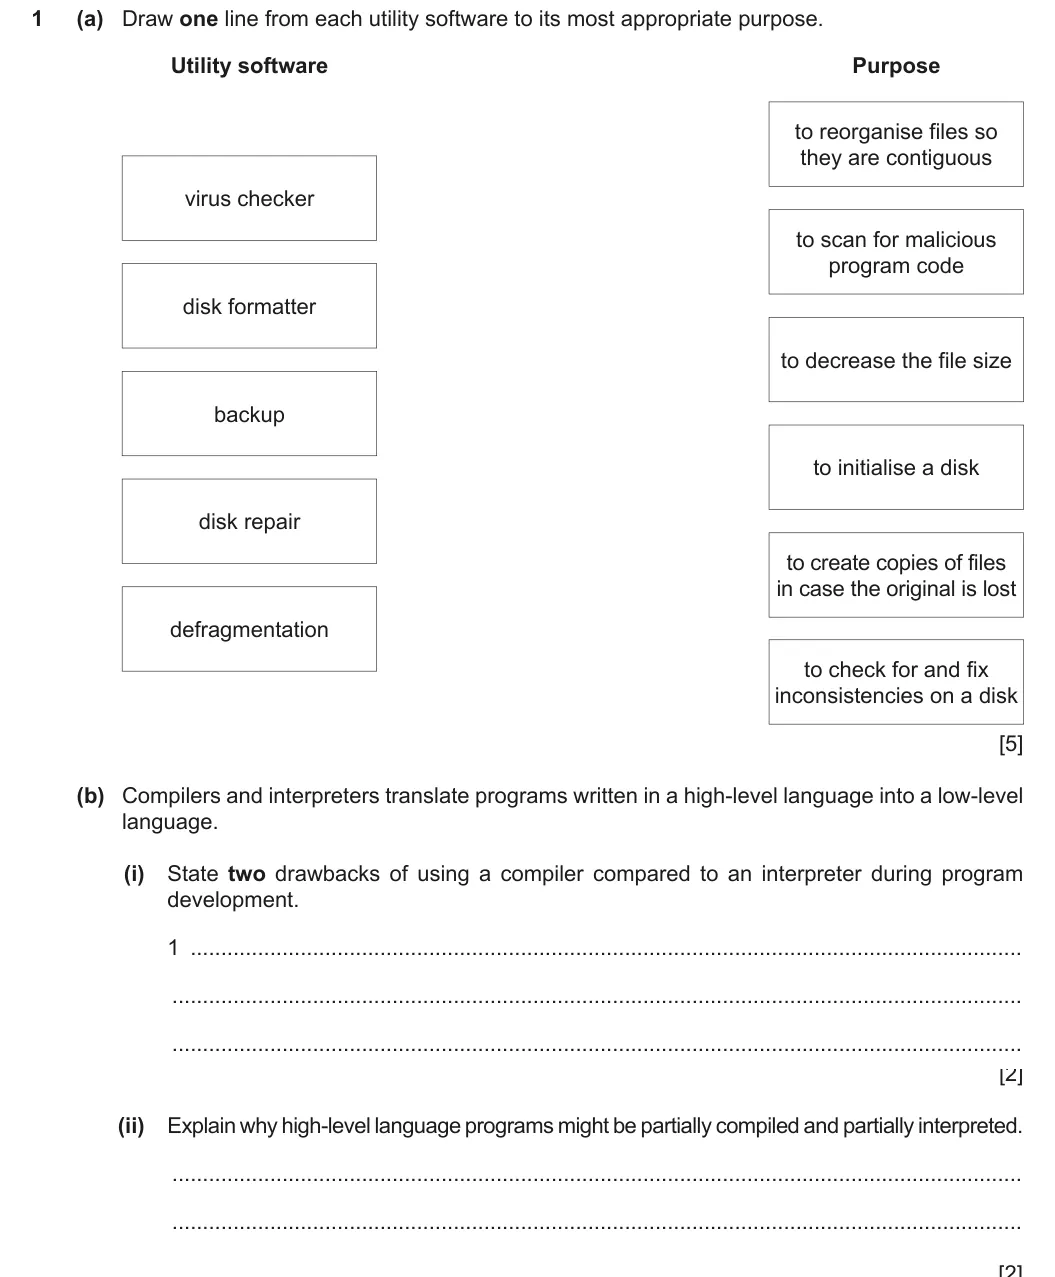 1 (a) Draw one line from each utility software to its most appropriate purpose.
Utility software Purpose
to reorganise files so
they are contiguous
virus checker
to scan for malicious
program code
disk formatter
to decrease the file size
backup
to initialise a disk
disk repair
to create copies of files
in case the original is lost
defragmentation
to check for and fix
inconsistencies on a disk
[5]
(b) Compilers and interpreters translate programs written in a high-level language into a low-level
language.
(i) State two drawbacks of using a compiler compared to an interpreter during program
development.
1 ..........................................................................................................................................
..........................................................................................................................................
..........................................................................................................................................
[2]
(ii) Explain why high-level language programs might be partially compiled and partially interpreted.
..........................................................................................................................................
..........................................................................................................................................
[2]